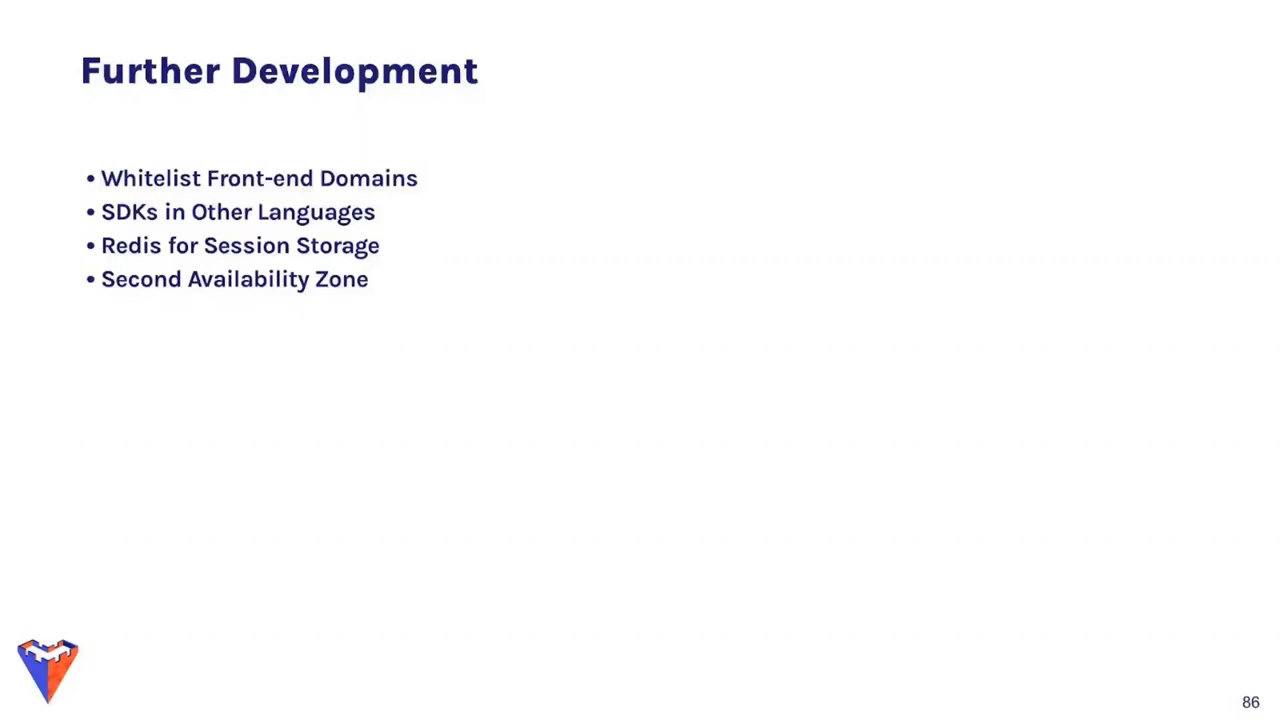 Further Development
• Whitelist Front-end Domains
• SDKs in Other Languages
• Redis for Session Storage
• Second Availability Zone
86